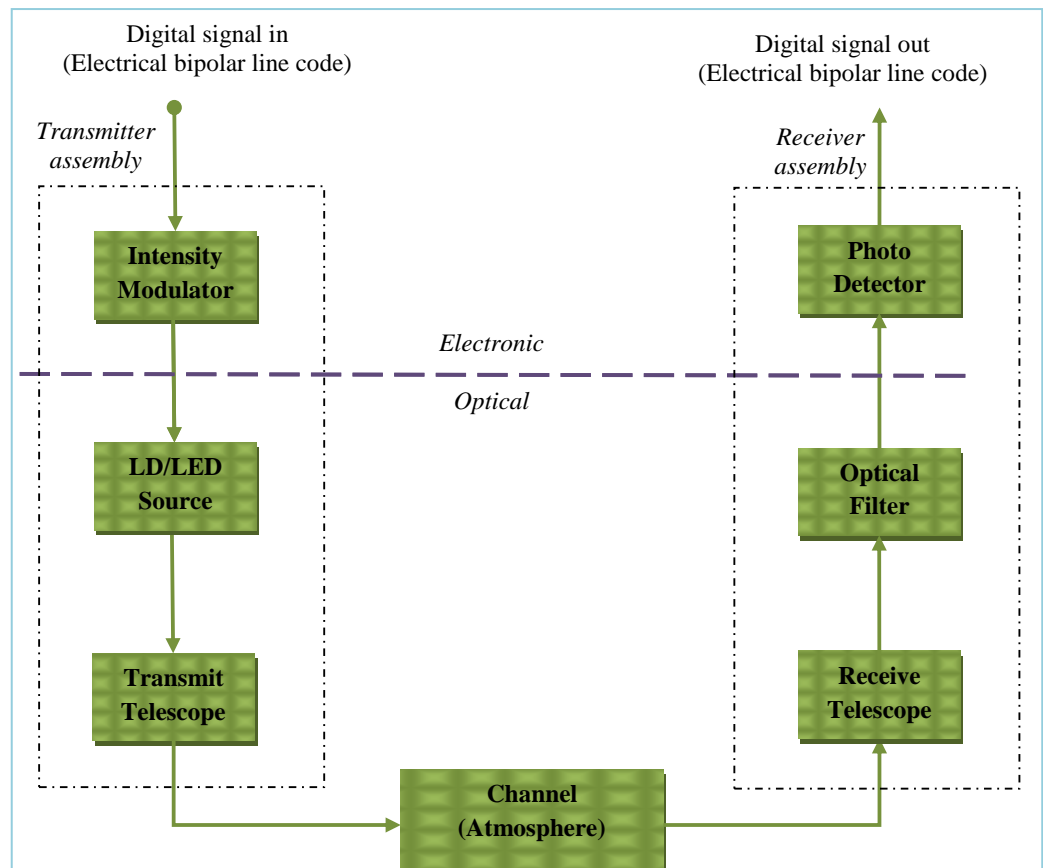 Digital signal in
(Electrical bipolar line code)
Digital signal out
(Electrical bipolar line code)
Transmitter
assembly
Receiver
assembly
Intensity
Modulator
Photo
Detector
Electronic
Optical
LD/LED
Source
Optical
Filter
Transmit
Telescope
Receive
Telescope
Channel
(Atmosphere)